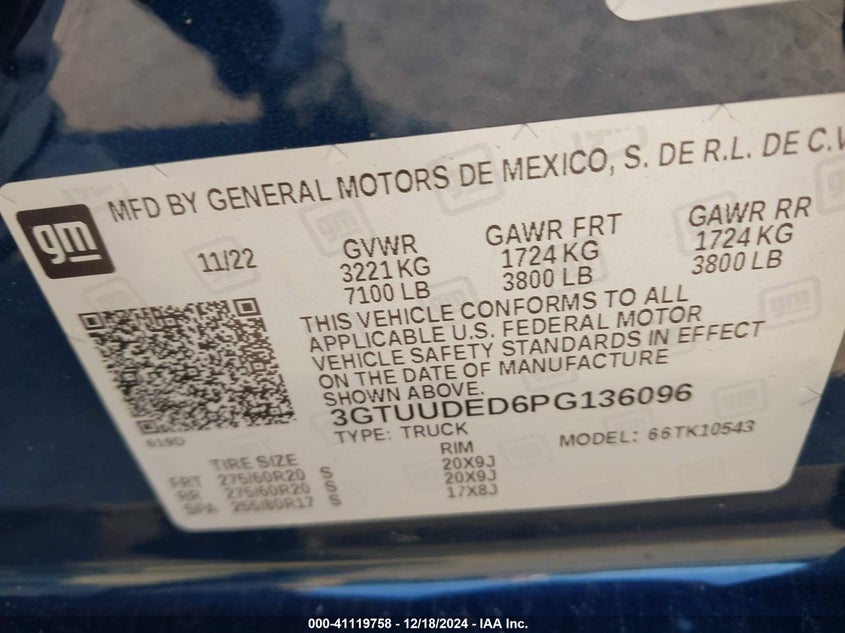 MFD BY GENERAL MOTORS DE MEXICO, S. DE R.L. DE C.V
gm
11/22
GVWR
3221 KG
7100 LB
GAWR FRT
1724 KG
3800 LB
GAWR RR
1724 KG
3800 LB
THIS VEHICLE CONFORMS TO ALL
APPLICABLE U.S. FEDERAL MOTOR
VEHICLE SAFETY STANDARDS IN EFFECT
ON THE DATE OF MANUFACTURE
SHOWN ABOVE.
3GTUUDED6PG136096
TYPE: TRUCK
MODEL: 66TK10543
619D
TIRE SIZE RIM
FRT 275/60R20 S 20X9J
RR 275/60R20 S 20X9J
SPA 255/80R17 S 17X8J
000-41119758 - 12/18/2024 - IAA Inc.